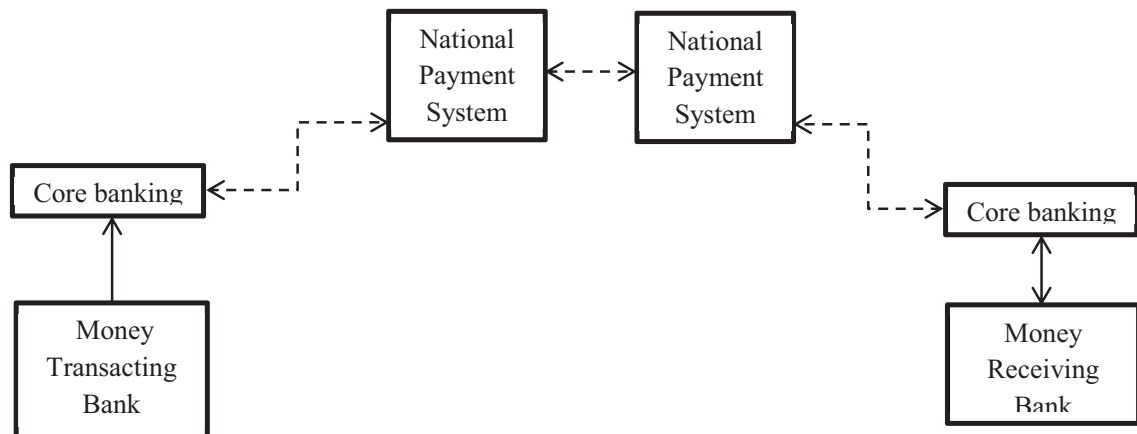 National
Payment
System
National
Payment
System
Core banking
Core banking
Money
Transacting
Bank
Money
Receiving
Bank